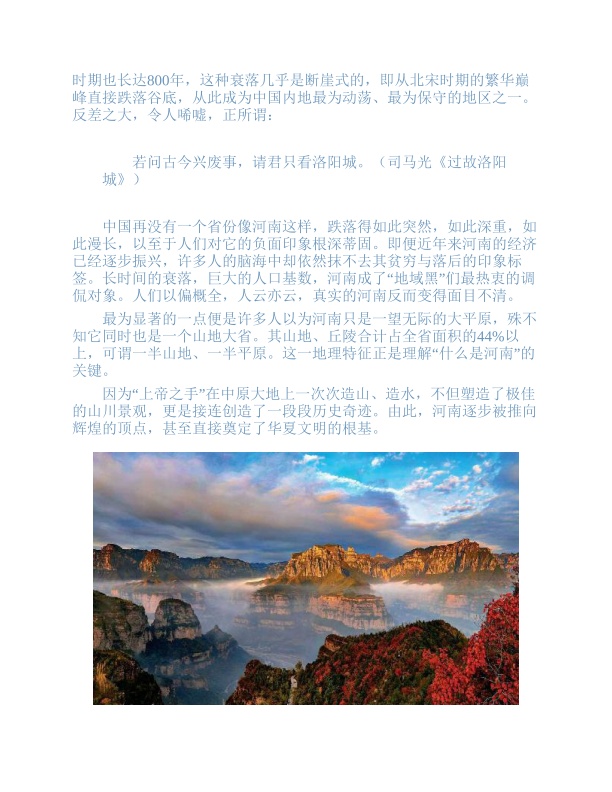 时期也长达800年，这种衰落几乎是断崖式的，即从北宋时期的繁华巅
峰直接跌落谷底，从此成为中国内地最为动荡、最为保守的地区之一。
反差之大，令人唏嘘，正所谓：
若问古今兴废事，请君只看洛阳城。（司马光《过故洛阳
城》）
中国再没有一个省份像河南这样，跌落得如此突然，如此深重，如
此漫长，以至于人们对它的负面印象根深蒂固。即便近年来河南的经济
已经逐步振兴，许多人的脑海中却依然抹不去其贫穷与落后的印象标
签。长时间的衰落，巨大的人口基数，河南成了“地域黑”们最热衷的调
侃对象。人们以偏概全，人云亦云，真实的河南反而变得面目不清。
最为显著的一点便是许多人以为河南只是一望无际的大平原，殊不
知它同时也是一个山地大省。其山地、丘陵合计占全省面积的44%以
上，可谓一半山地、一半平原。这一地理特征正是理解“什么是河南”的
关键。
因为“上帝之手”在中原大地上一次次造山、造水，不但塑造了极佳
的山川景观，更是接连创造了一段段历史奇迹。由此，河南逐步被推向
辉煌的顶点，甚至直接奠定了华夏文明的根基。